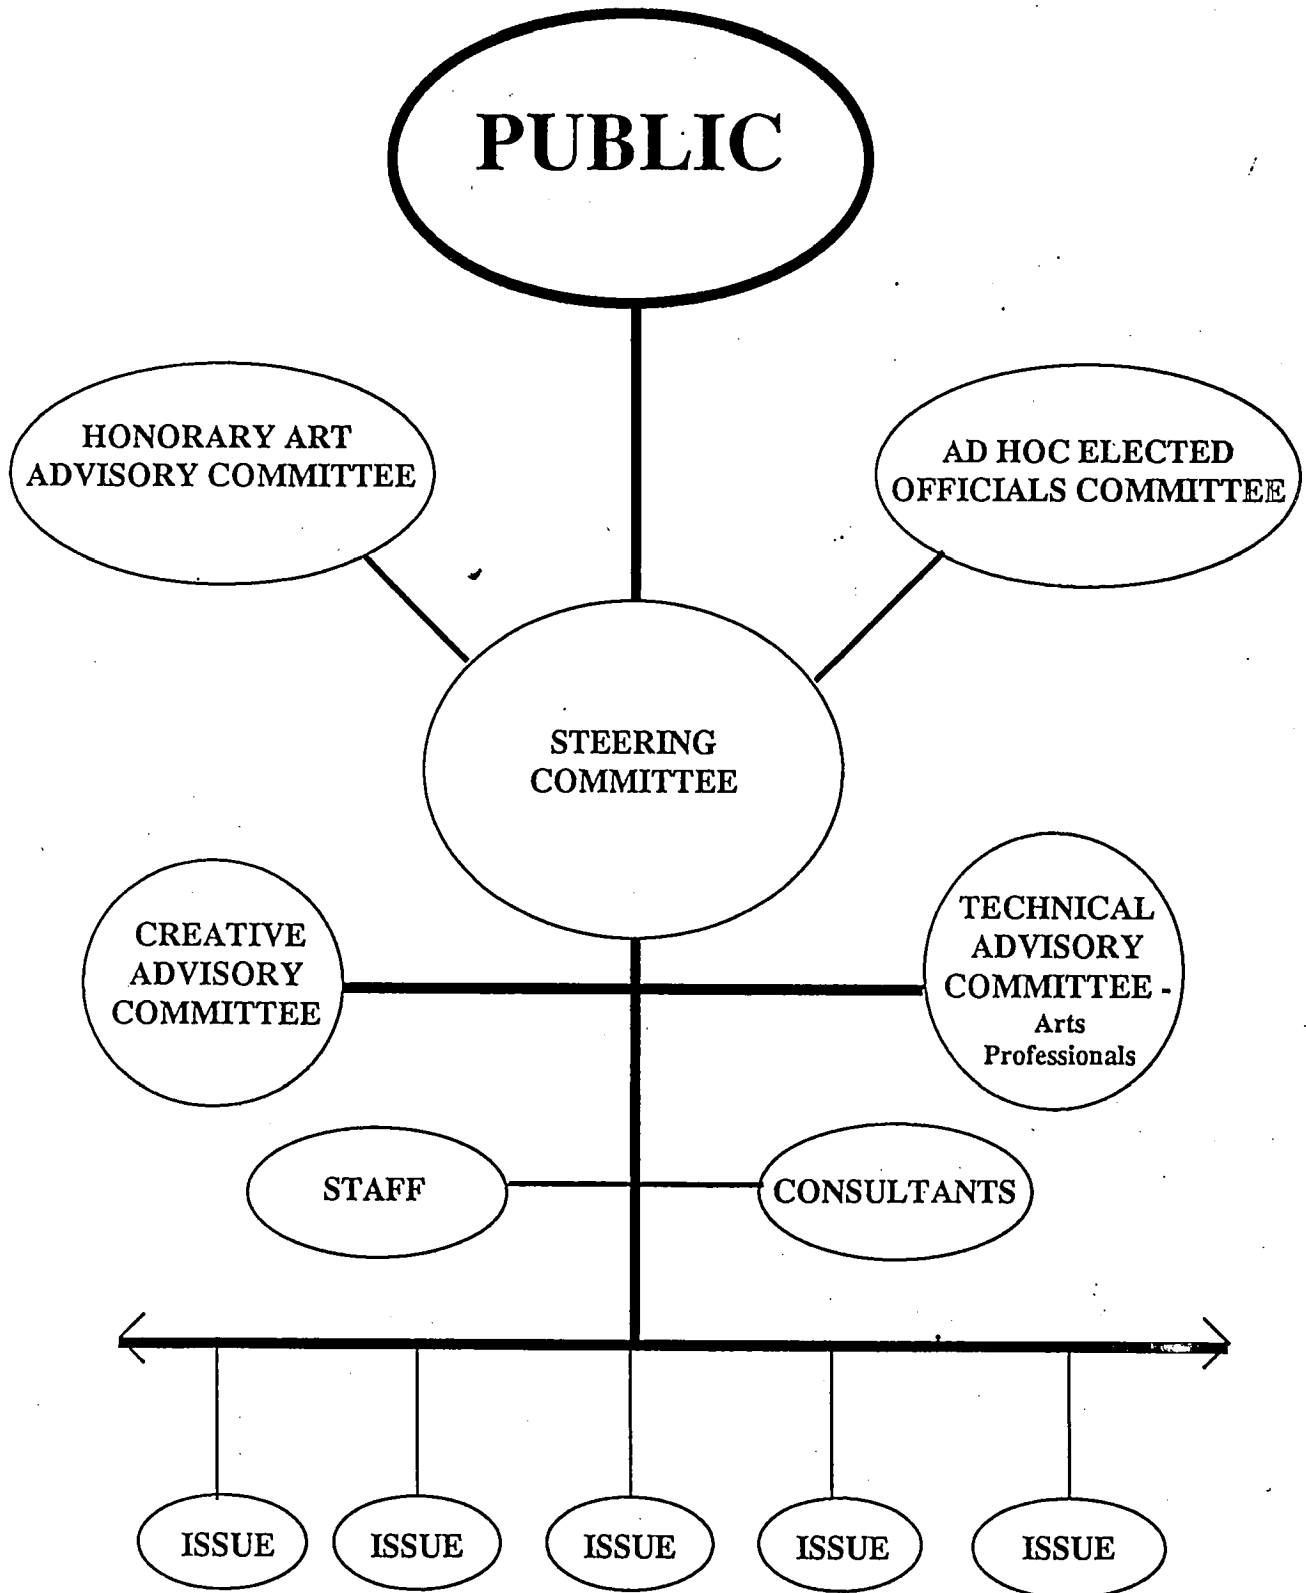 PUBLIC
HONORARY ART
ADVISORY COMMITTEE
AD HOC ELECTED
OFFICIALS COMMITTEE
STEERING
COMMITTEE
CREATIVE
ADVISORY
COMMITTEE
TECHNICAL
ADVISORY
COMMITTEE -
Arts
Professionals
STAFF
CONSULTANTS
ISSUE
ISSUE
ISSUE
ISSUE
ISSUE